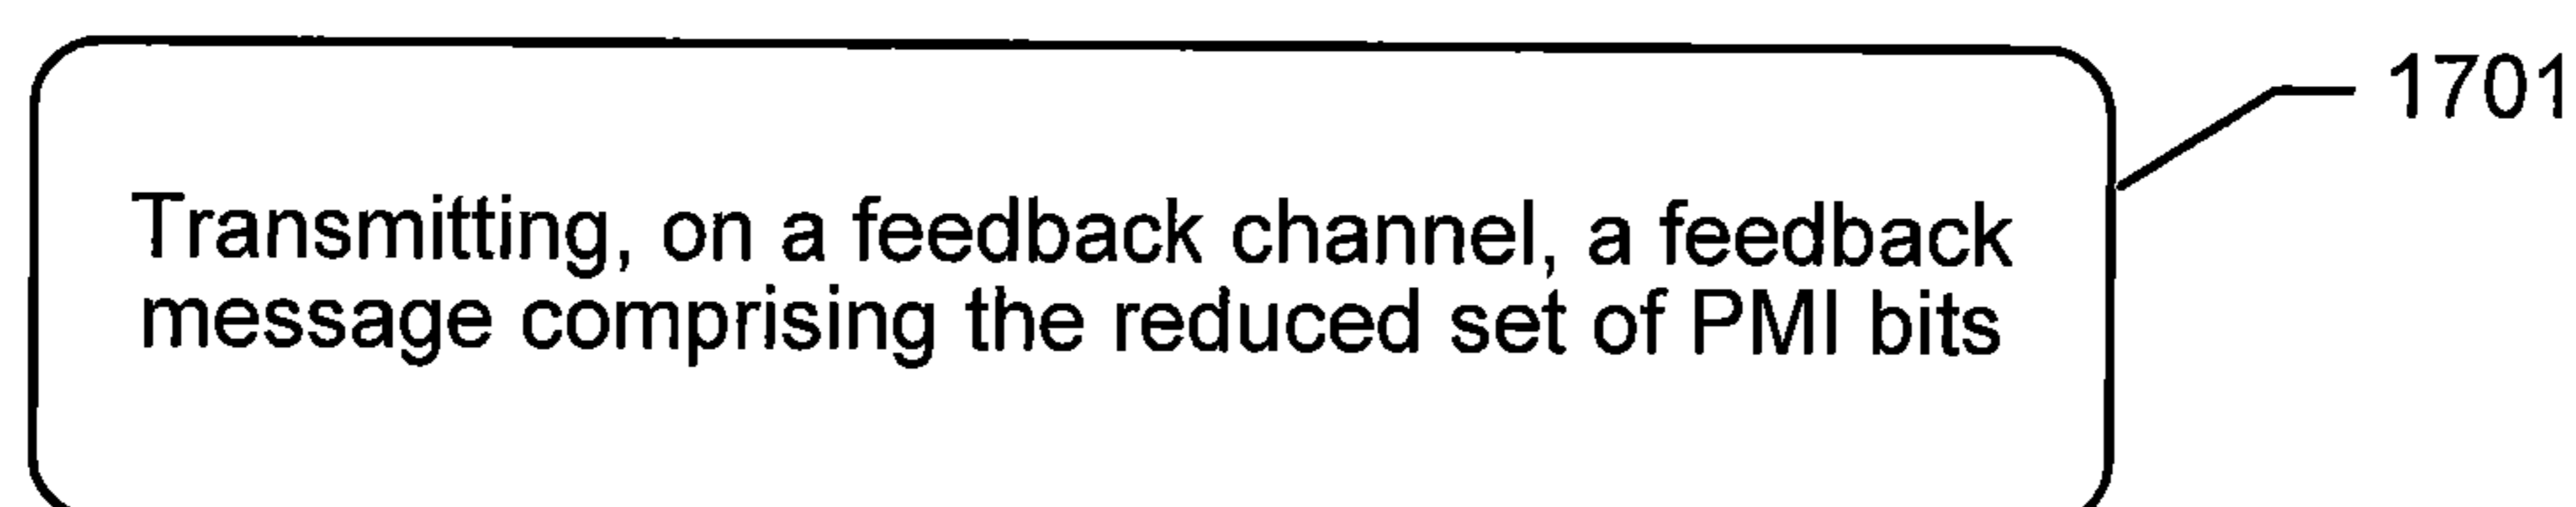 1701
Transmitting, on a feedback channel, a feedback
message comprising the reduced set of PMI bits